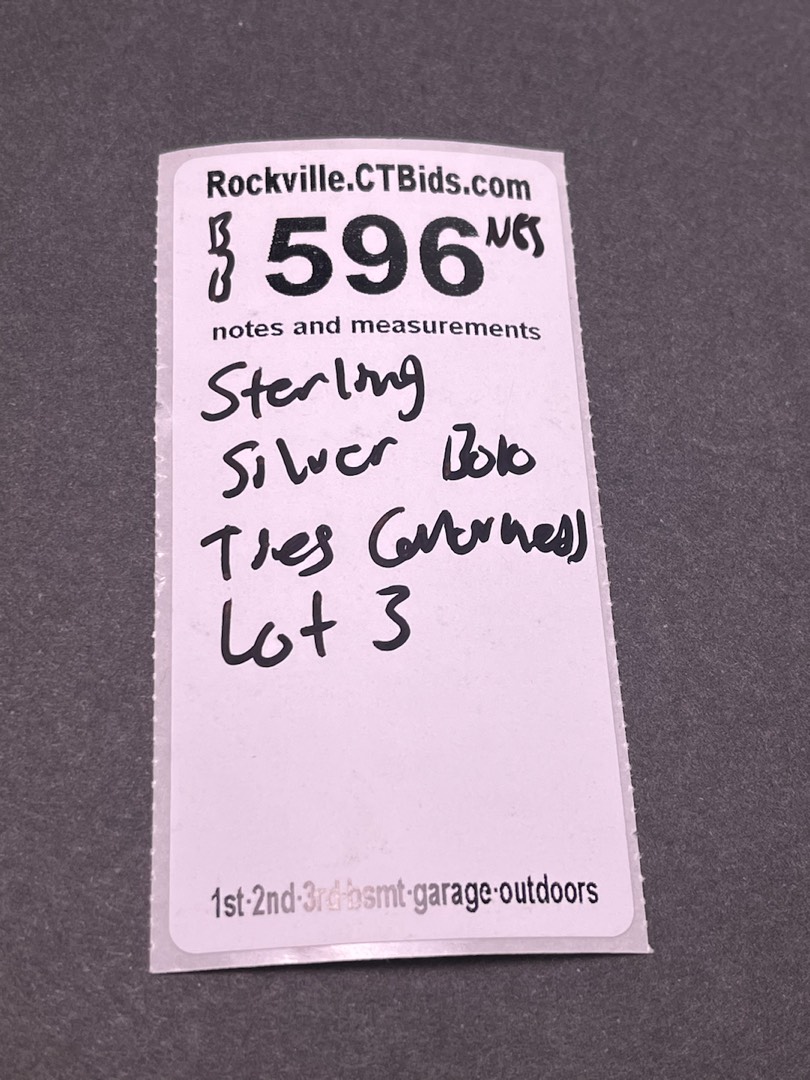 Rockville.CTBids.com
596 NGS
notes and measurements
Sterling
Silver Bolo
Ties
Lot 3
1st·2nd·3rd·bsmt·garage·outdoors